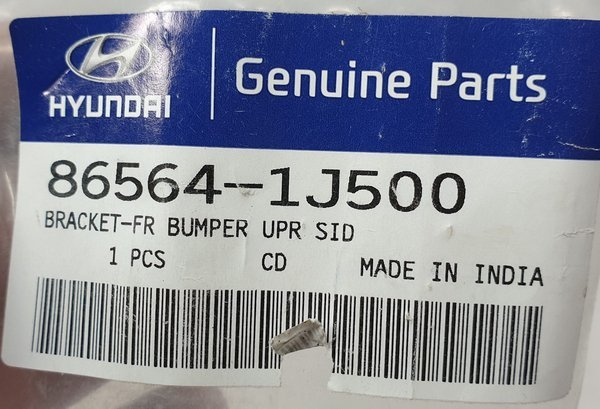 HYUNDAI
Genuine Parts
86564--1J500
BRACKET-FR BUMPER UPR SID
1 PCS CD MADE IN INDIA